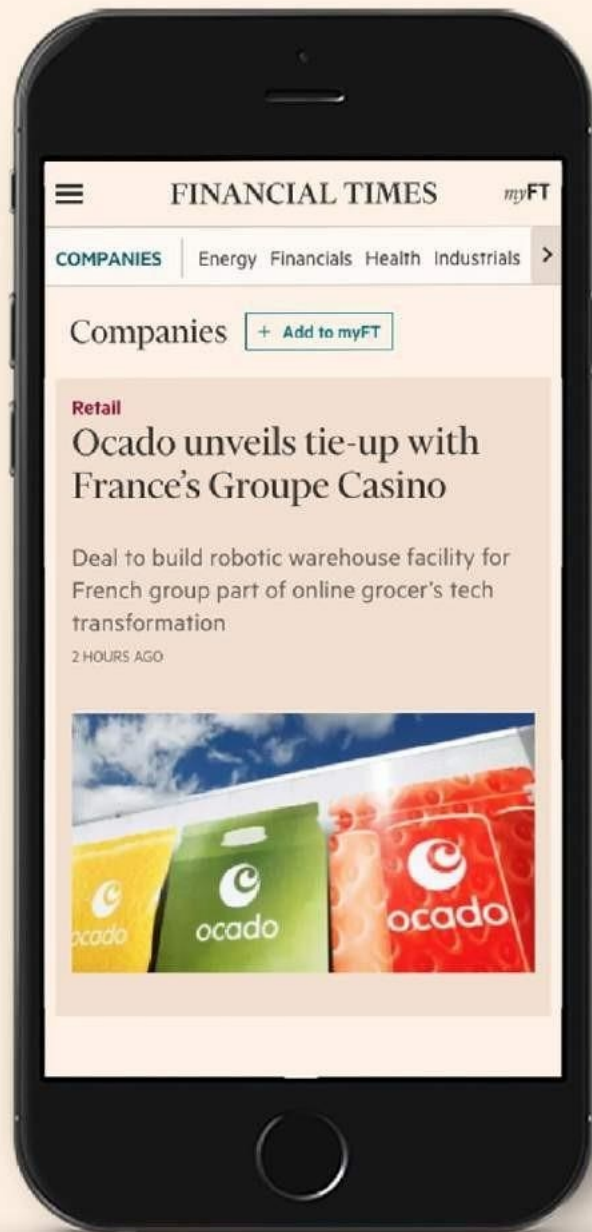 FINANCIAL TIMES myFT
COMPANIES Energy Financials Health Industrials
Companies + Add to myFT
Retail
Ocado unveils tie-up with
France's Groupe Casino
Deal to build robotic warehouse facility for
French group part of online grocer's tech
transformation
2 HOURS AGO
ocado ocado ocado